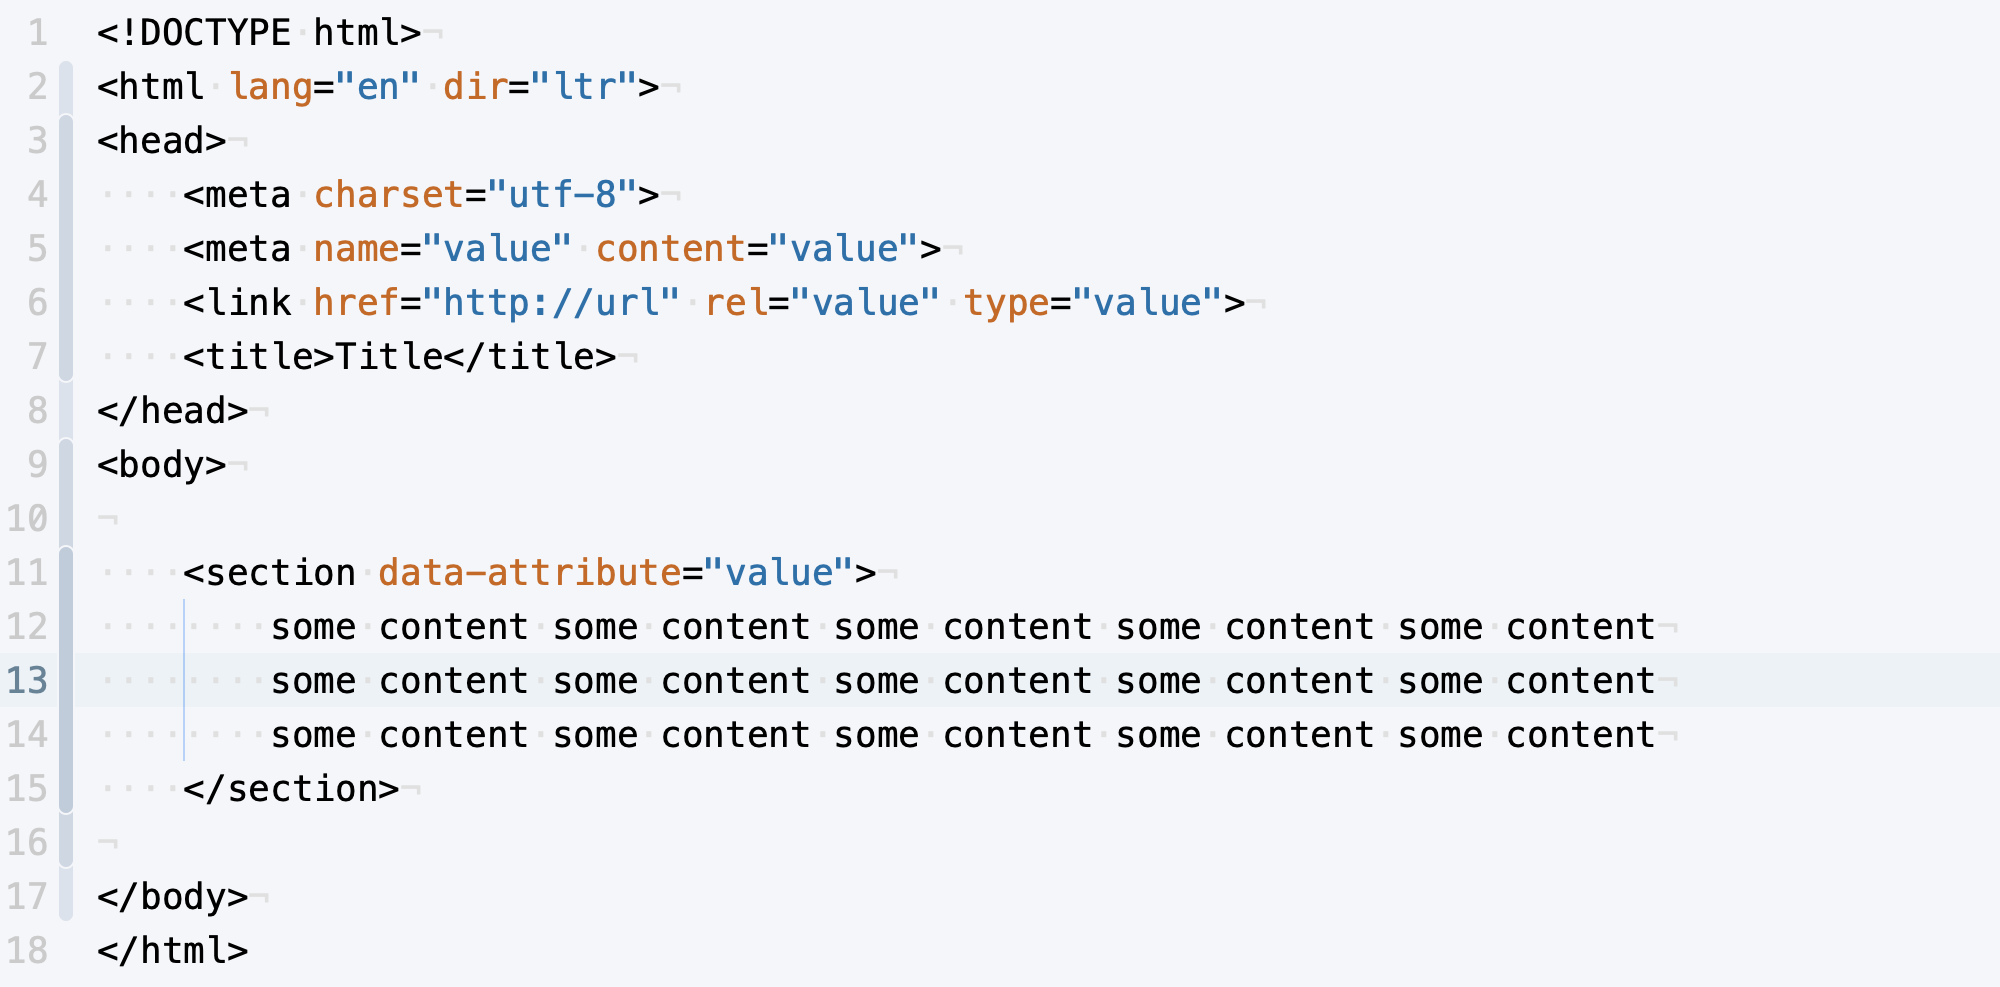 1 <!DOCTYPE html>
2 <html lang="en" dir="ltr">
3 <head>
4     <meta charset="utf-8">
5     <meta name="value" content="value">
6     <link href="http://url" rel="value" type="value">
7     <title>Title</title>
8 </head>
9 <body>
10
11     <section data-attribute="value">
12         some content some content some content some content some content
13         some content some content some content some content some content
14         some content some content some content some content some content
15     </section>
16
17 </body>
18 </html>